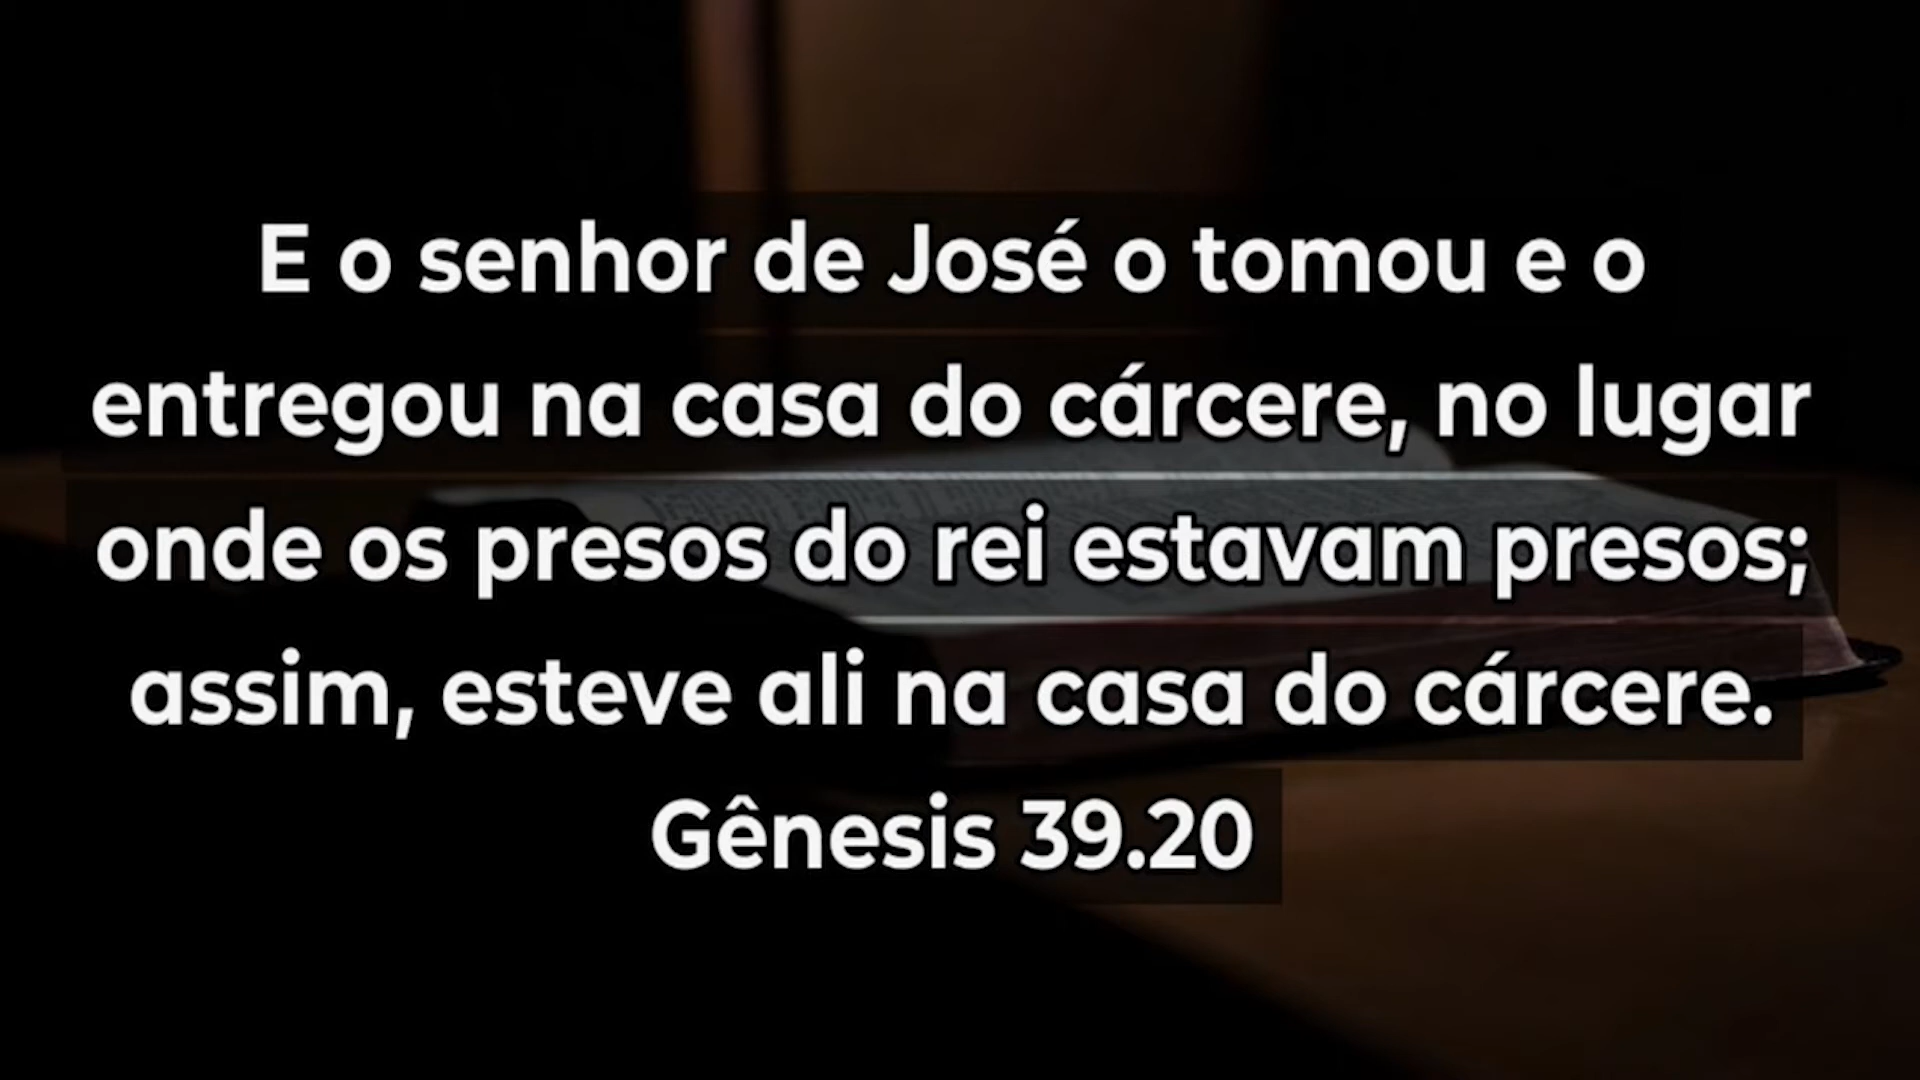 E o senhor de José o tomou e o
entregou na casa do cárcere, no lugar
onde os presos do rei estavam presos;
assim, esteve ali na casa do cárcere.
Gênesis 39.20